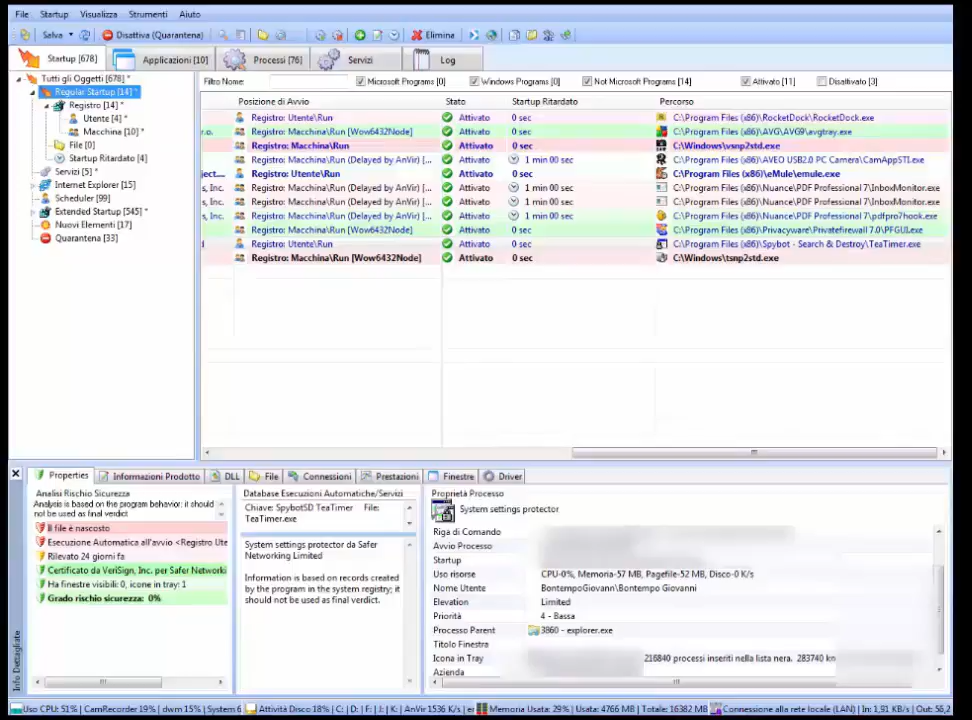 File Startup Visualizza Strumenti Aiuto
Salva Disattiva (Quarantena) Elimina
Startup [678] Applicazioni [10] Processi [76] Servizi Log
Tutti gli Oggetti [678] *
Regular Startup [14] *
Registro [14] *
Utente [4] *
Macchina [10] *
File [0]
Startup Ritardato [4]
Servizi [5] *
Internet Explorer [15]
Scheduler [99]
Extended Startup [545] *
Nuovi Elementi [17]
Quarantena [33]
Filtro Nome: Microsoft Programs [0] Windows Programs [0] Not Microsoft Programs [14] Attivato [11] Disattivato [3]
Posizione di Avvio Stato Startup Ritardato Percorso
Registro: Utente\Run Attivato 0 sec C:\Program Files (x86)\RocketDock\RocketDock.exe
r.o. Registro: Macchina\Run [Wow6432Node] Attivato 0 sec C:\Program Files (x86)\AVG\AVG9\avgtray.exe
Registro: Macchina\Run Attivato 0 sec C:\Windows\vsnp2std.exe
Registro: Macchina\Run (Delayed by AnVir) [... Attivato 1 min 00 sec C:\Program Files (x86)\AVEO USB2.0 PC Camera\CamAppSTI.exe
ject... Registro: Utente\Run Attivato 0 sec C:\Program Files (x86)\eMule\emule.exe
s, Inc. Registro: Macchina\Run (Delayed by AnVir) [... Attivato 1 min 00 sec C:\Program Files (x86)\Nuance\PDF Professional 7\InboxMonitor.exe
s, Inc. Registro: Macchina\Run (Delayed by AnVir) [... Attivato 1 min 00 sec C:\Program Files (x86)\Nuance\PDF Professional 7\InboxMonitor.exe
s, Inc. Registro: Macchina\Run (Delayed by AnVir) [... Attivato 1 min 00 sec C:\Program Files (x86)\Nuance\PDF Professional 7\pdfpro7hook.exe
Registro: Macchina\Run [Wow6432Node] Attivato 0 sec C:\Program Files (x86)\Privacyware\Privatefirewall 7.0\PFGUI.exe
d Registro: Utente\Run Attivato 0 sec C:\Program Files (x86)\Spybot - Search & Destroy\TeaTimer.exe
Registro: Macchina\Run [Wow6432Node] Attivato 0 sec C:\Windows\tsnp2std.exe
Properties Informazioni Prodotto DLL File Connessioni Prestazioni Finestre Driver
Analisi Rischio Sicurezza
Analysis is based on the program behavior: it should
not be used as final verdict
Il file è nascosto
Esecuzione Automatica all'avvio <Registro Ute
Rilevato 24 giorni fa
Certificato da VeriSign, Inc. per Safer Networki
Ha finestre visibili: 0, icone in tray: 1
Grado rischio sicurezza: 0%
Database Esecuzioni Automatiche/Servizi
Chiave: SpybotSD TeaTimer File:
TeaTimer.exe
System settings protector da Safer
Networking Limited
Information is based on records created
by the program in the system registry; it
should not be used as final verdict.
Proprietà Processo
System settings protector
Riga di Comando
Avvio Processo
Startup
Uso risorse CPU-0%, Memoria-57 MB, Pagefile-52 MB, Disco-0 K/s
Nome Utente BontempoGiovann\Bontempo Giovanni
Elevation Limited
Priorità 4 - Bassa
Processo Parent 3860 - explorer.exe
Titolo Finestra
Icona in Tray 216840 processi inseriti nella lista nera. 283740 kn
Azienda
Info Dettagliate
Uso CPU: 51% | CamRecorder 19% | dwm 15% | System 6 Attività Disco 18% | C: | D: | F: | J: | K: | AnVir 1536 K/s | e Memoria Usata: 29% | Usata: 4766 MB | Totale: 16382 MB Connessione alla rete locale (LAN) | In: 1,91 KB/s | Out: 56,2